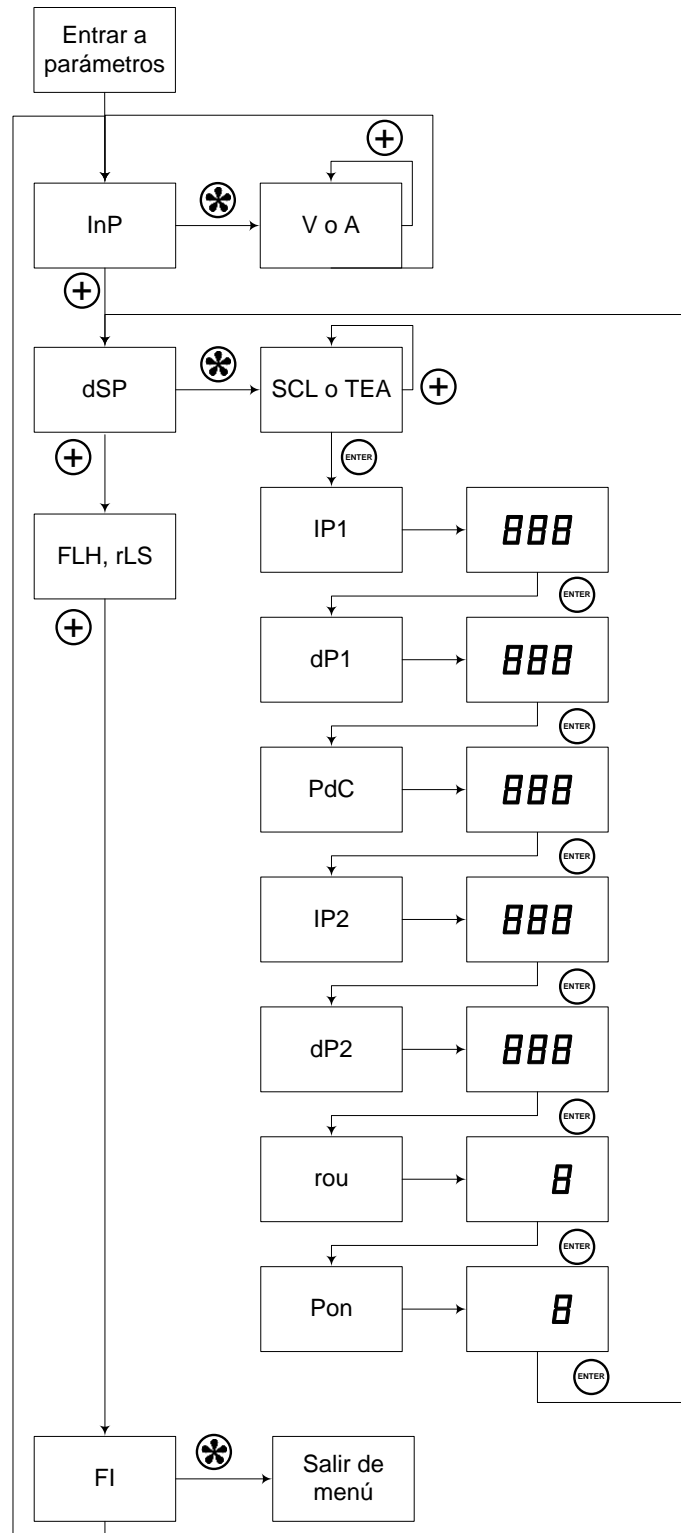 Entrar a
parámetros
+
InP
*
V o A
+
dSP
*
SCL o TEA
+
+
ENTER
FLH, rLS
IP1
888
+
ENTER
dP1
888
ENTER
PdC
888
ENTER
IP2
888
ENTER
dP2
888
ENTER
rou
8
ENTER
Pon
8
ENTER
FI
*
Salir de
menú